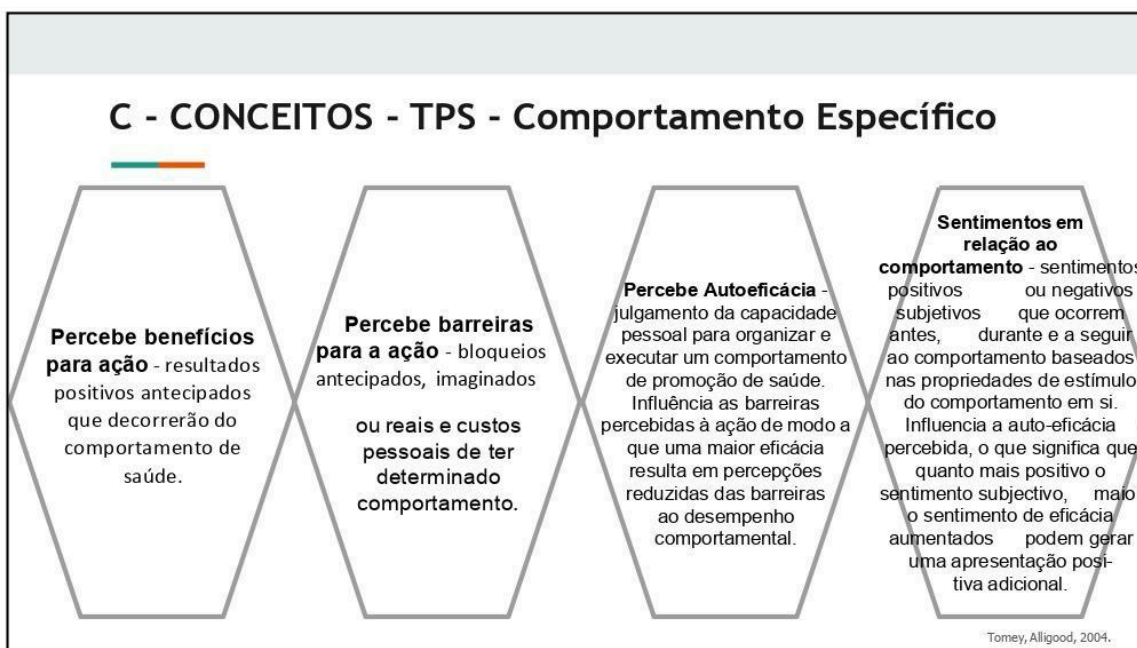 C - CONCEITOS - TPS - Comportamento Específico
Percebe benefícios
para ação - resultados
positivos antecipados
que decorrerão do
comportamento de
saúde.
Percebe barreiras
para a ação - bloqueios
antecipados, imaginados
ou reais e custos
pessoais de ter
determinado
comportamento.
Percebe Autoeficácia -
julgamento da capacidade
pessoal para organizar e
executar um comportamento
de promoção de saúde.
Influência as barreiras
percebidas à ação de modo a
que uma maior eficácia
resulta em percepções
reduzidas das barreiras
ao desempenho
comportamental.
Sentimentos em
relação ao
comportamento - sentimentos
positivos ou negativos
subjetivos que ocorrem
antes, durante e a seguir
ao comportamento baseados
nas propriedades de estímulo
do comportamento em si.
Influencia a auto-eficácia
percebida, o que significa que
quanto mais positivo o
sentimento subjectivo, maio
o sentimento de eficácia
aumentados podem gerar
uma apresentação posi-
tiva adicional.
Tomey, Alligood, 2004.